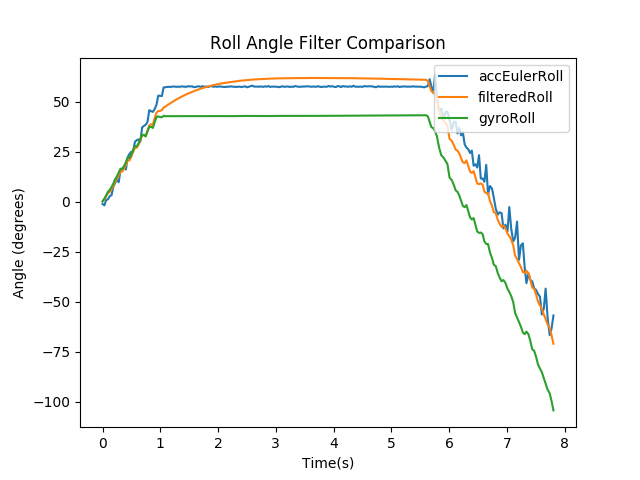 Roll Angle Filter Comparison
accEulerRoll
filteredRoll
gyroRoll
50
25
0
−25
−50
−75
−100
Angle (degrees)
0 1 2 3 4 5 6 7 8
Time(s)